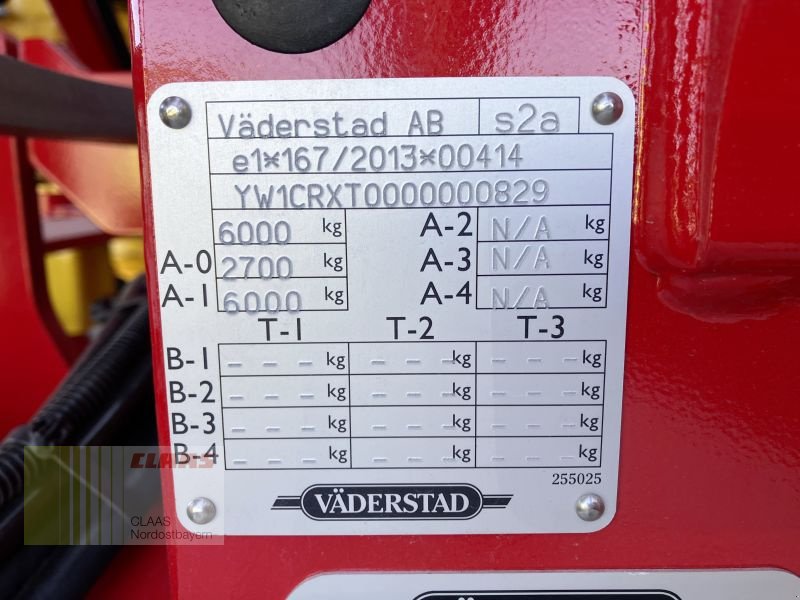 Väderstad AB s2a
e1*167/2013*00414
YW1CRXT0000000829
6000 kg A-2 N/A kg
A-0 2700 kg A-3 N/A kg
A-1 6000 kg A-4 N/A kg
T-1 T-2 T-3
B-1 - - - kg - - - kg - - - kg
B-2 - - - kg - - - kg - - - kg
B-3 - - - kg - - - kg - - - kg
B-4 - - - kg - - - kg - - - kg
255025
VÄDERSTAD
CLAAS
CLAAS
Nordostbayern